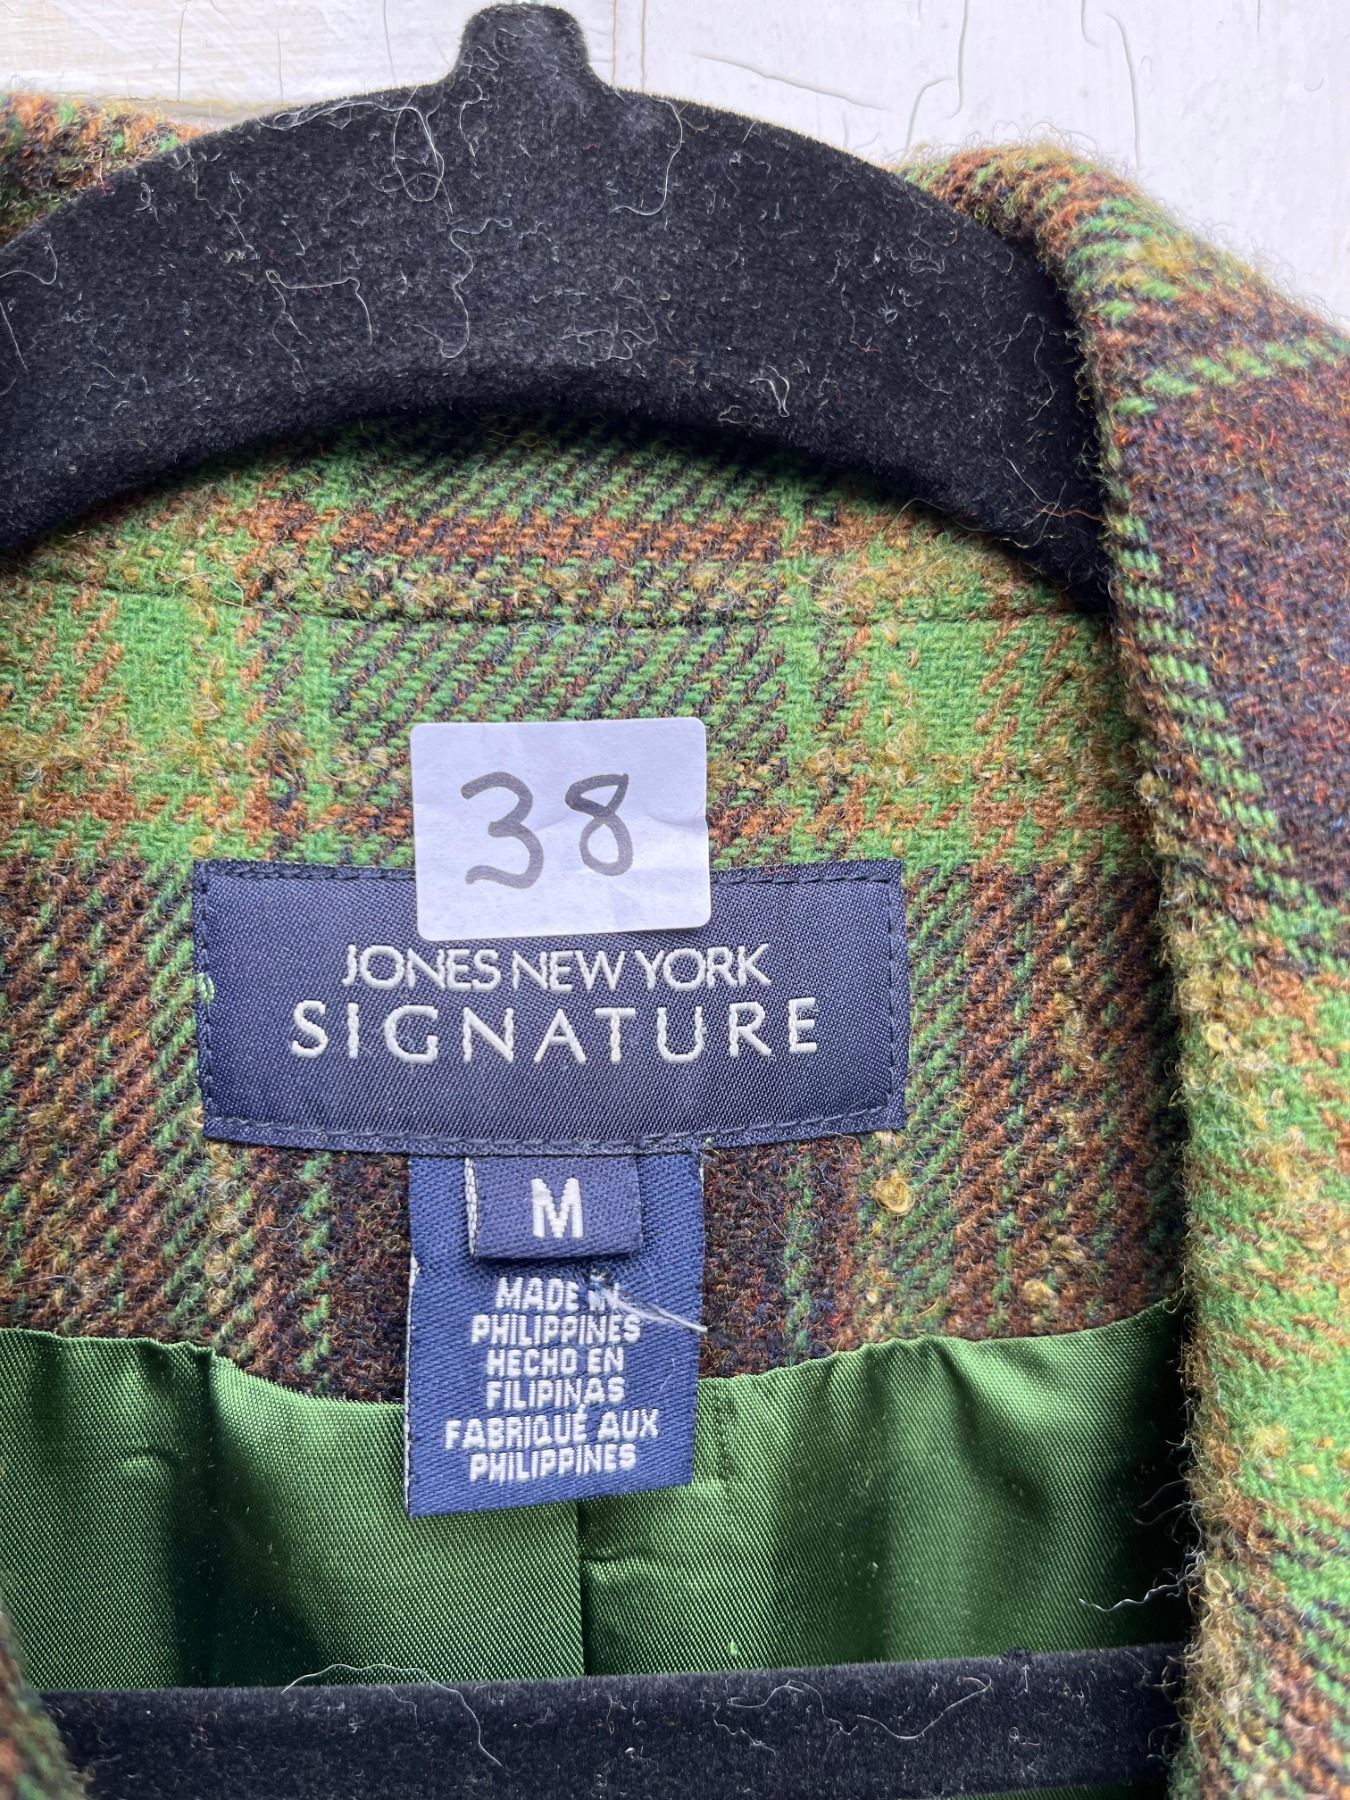 38
JONES NEW YORK
SIGNATURE
M
MADE IN
PHILIPPINES
HECHO EN
FILIPINAS
FABRIQUÉ AUX
PHILIPPINES